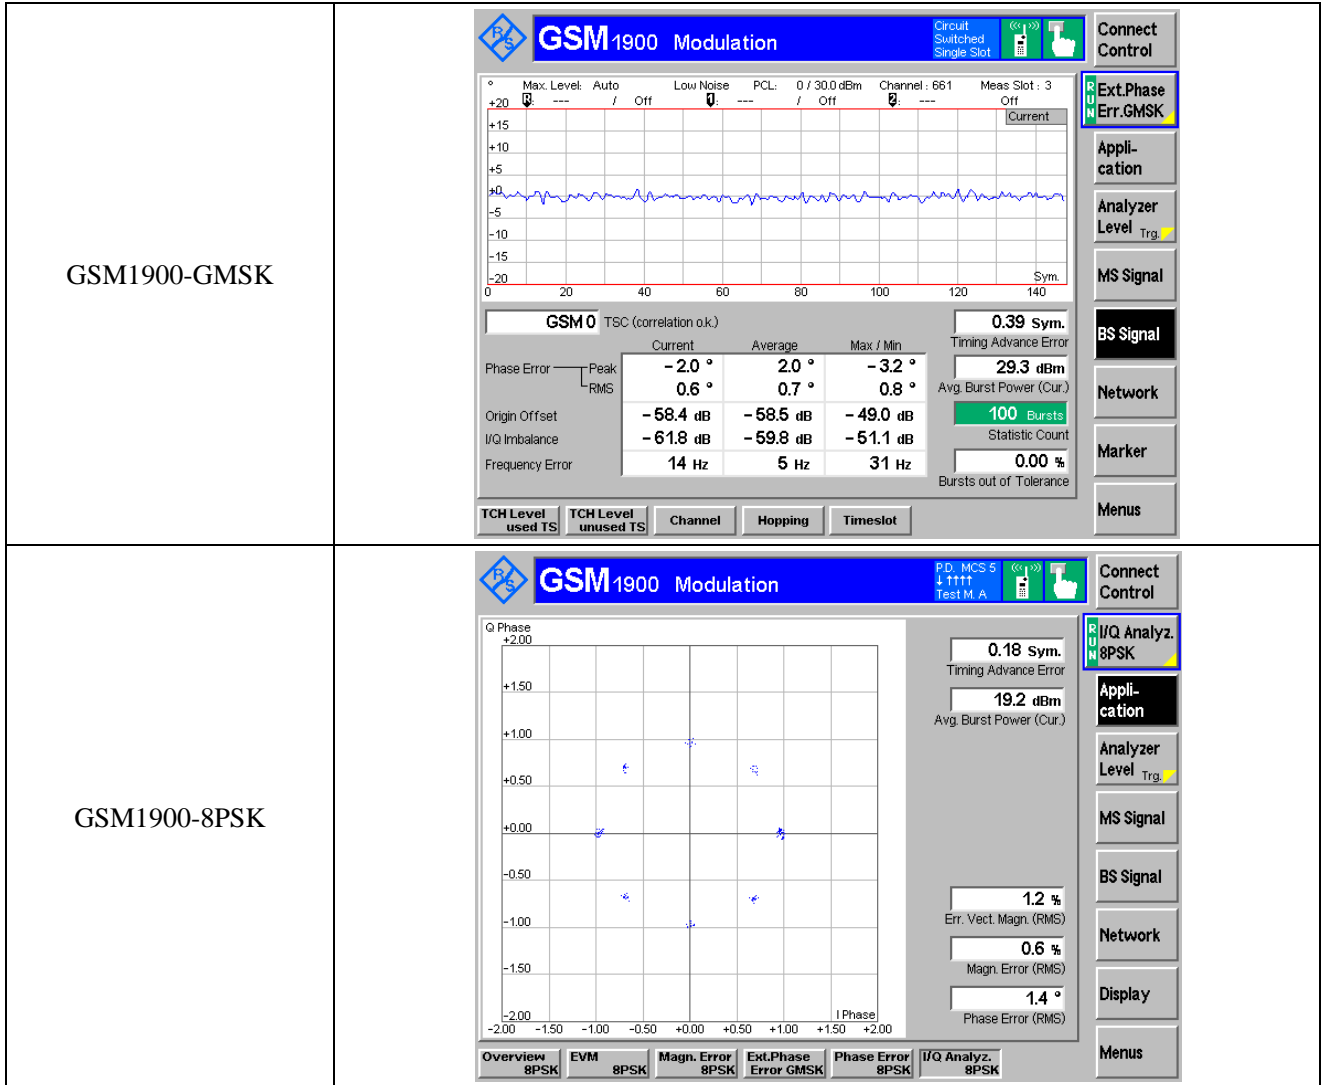 GSM1900-GMSK
R/S
GSM 1900 Modulation
Circuit
Switched
Single Slot
Connect
Control
° Max. Level: Auto Low Noise PCL: 0 / 30.0 dBm Channel : 661 Meas Slot : 3
R: --- / Off 1: --- / Off 2: --- Off
Current
+20
+15
+10
+5
±0
-5
-10
-15
-20
Sym.
0 20 40 60 80 100 120 140
GSM 0 TSC (correlation o.k.)
0.39 Sym.
Timing Advance Error
Current Average Max / Min
Phase Error Peak -2.0 ° 2.0 ° -3.2 °
29.3 dBm
RMS 0.6 ° 0.7 ° 0.8 °
Avg. Burst Power (Cur.)
Origin Offset -58.4 dB -58.5 dB -49.0 dB
100 Bursts
I/Q Imbalance -61.8 dB -59.8 dB -51.1 dB
Statistic Count
Frequency Error 14 Hz 5 Hz 31 Hz
0.00 %
Bursts out of Tolerance
RUN
Ext.Phase
Err.GMSK
Appli-
cation
Analyzer
Level Trg.
MS Signal
BS Signal
Network
Marker
Menus
TCH Level
used TS
TCH Level
unused TS
Channel
Hopping
Timeslot
GSM1900-8PSK
R/S
GSM 1900 Modulation
P.D. MCS 5
↓ ↑↑↑↑
Test M. A
Connect
Control
Q Phase
+2.00
+1.50
+1.00
+0.50
+0.00
-0.50
-1.00
-1.50
-2.00
I Phase
-2.00 -1.50 -1.00 -0.50 +0.00 +0.50 +1.00 +1.50 +2.00
0.18 Sym.
Timing Advance Error
19.2 dBm
Avg. Burst Power (Cur.)
1.2 %
Err. Vect. Magn. (RMS)
0.6 %
Magn. Error (RMS)
1.4 °
Phase Error (RMS)
RUN
I/Q Analyz.
8PSK
Appli-
cation
Analyzer
Level Trg.
MS Signal
BS Signal
Network
Display
Menus
Overview
8PSK
EVM
8PSK
Magn. Error
8PSK
Ext.Phase
Error GMSK
Phase Error
8PSK
I/Q Analyz.
8PSK